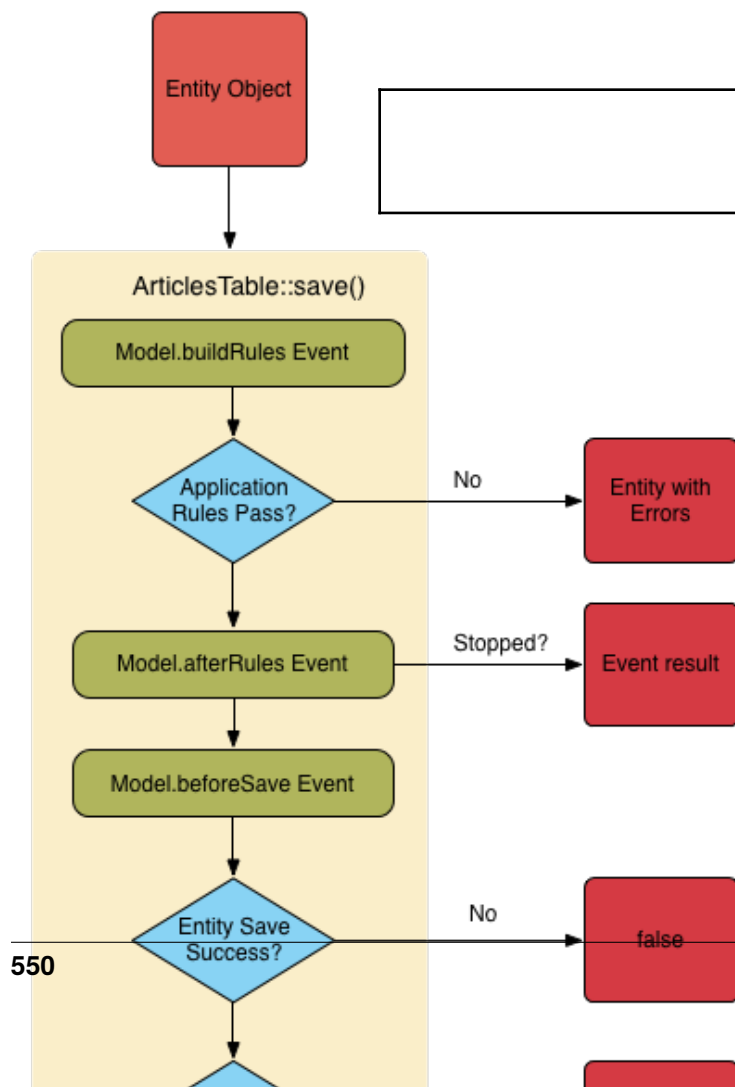 Entity Object
ArticlesTable::save()
Model.buildRules Event
Application
Rules Pass?
No
Entity with
Errors
Model.afterRules Event
Stopped?
Event result
Model.beforeSave Event
Entity Save
Success?
No
false
550